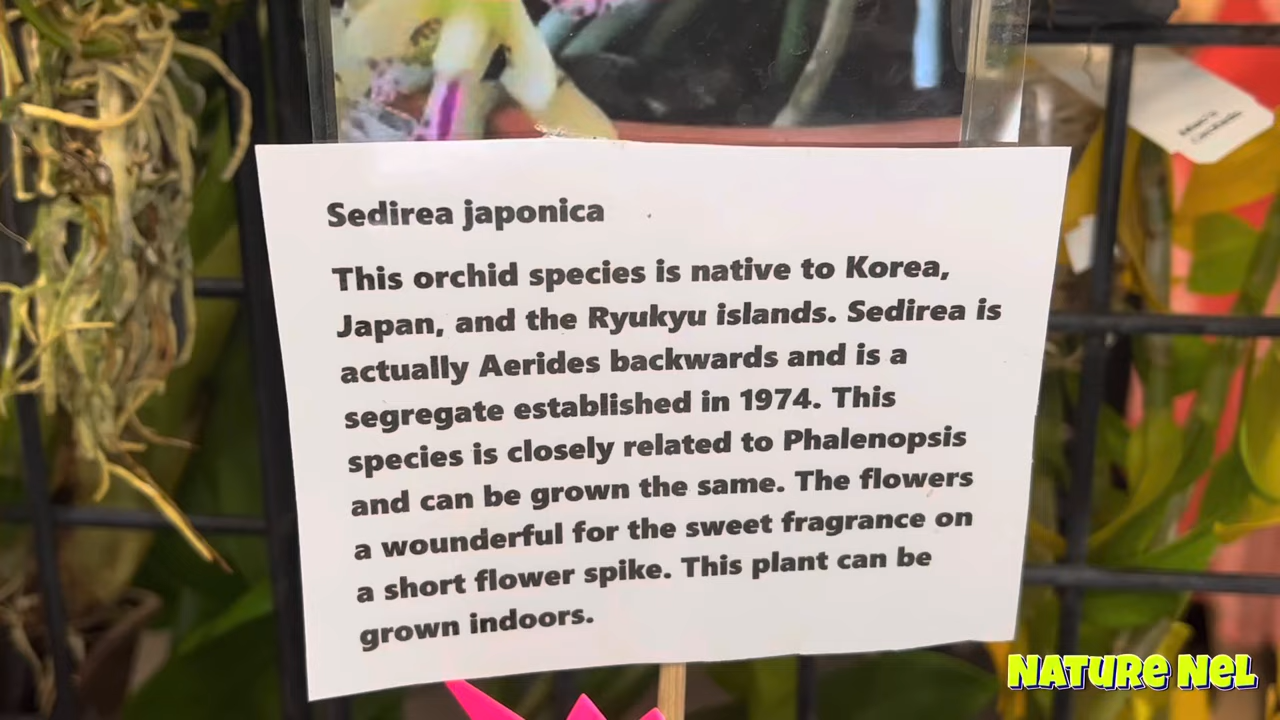 Sedirea japonica
This orchid species is native to Korea,
Japan, and the Ryukyu islands. Sedirea is
actually Aerides backwards and is a
segregate established in 1974. This
species is closely related to Phalenopsis
and can be grown the same. The flowers
a wounderful for the sweet fragrance on
a short flower spike. This plant can be
grown indoors.
NATURE NEL